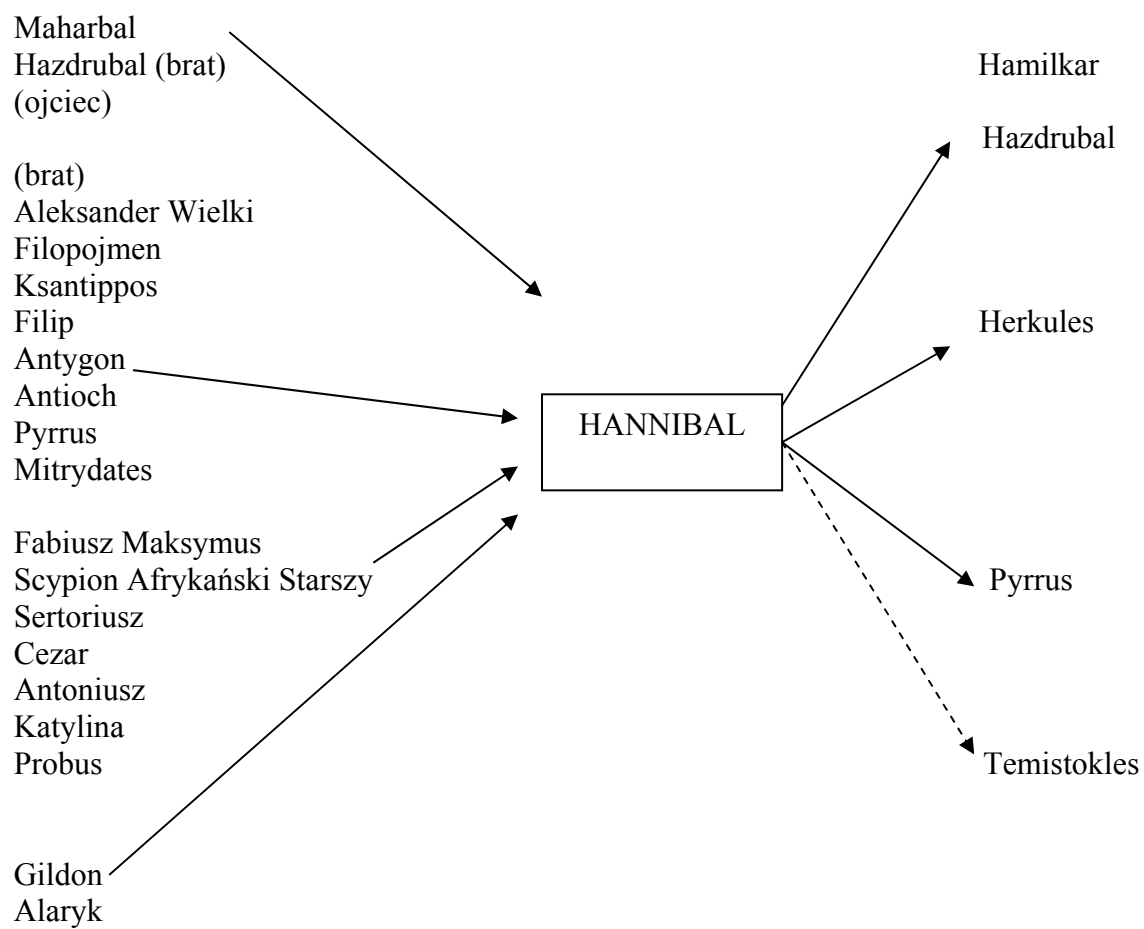 Maharbal
Hazdrubal (brat)
(ojciec)
(brat)
Aleksander Wielki
Filopojmen
Ksantippos
Filip
Antygon
Antioch
Pyrrus
Mitrydates
Fabiusz Maksymus
Scypion Afrykański Starszy
Sertoriusz
Cezar
Antoniusz
Katylina
Probus
Gildon
Alaryk
HANNIBAL
Hamilkar
Hazdrubal
Herkules
Pyrrus
Temistokles